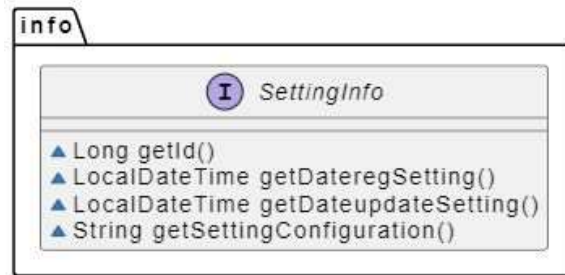 info
I SettingInfo
Long getId()
LocalDateTime getDateregSetting()
LocalDateTime getDateupdateSetting()
String getSettingConfiguration()